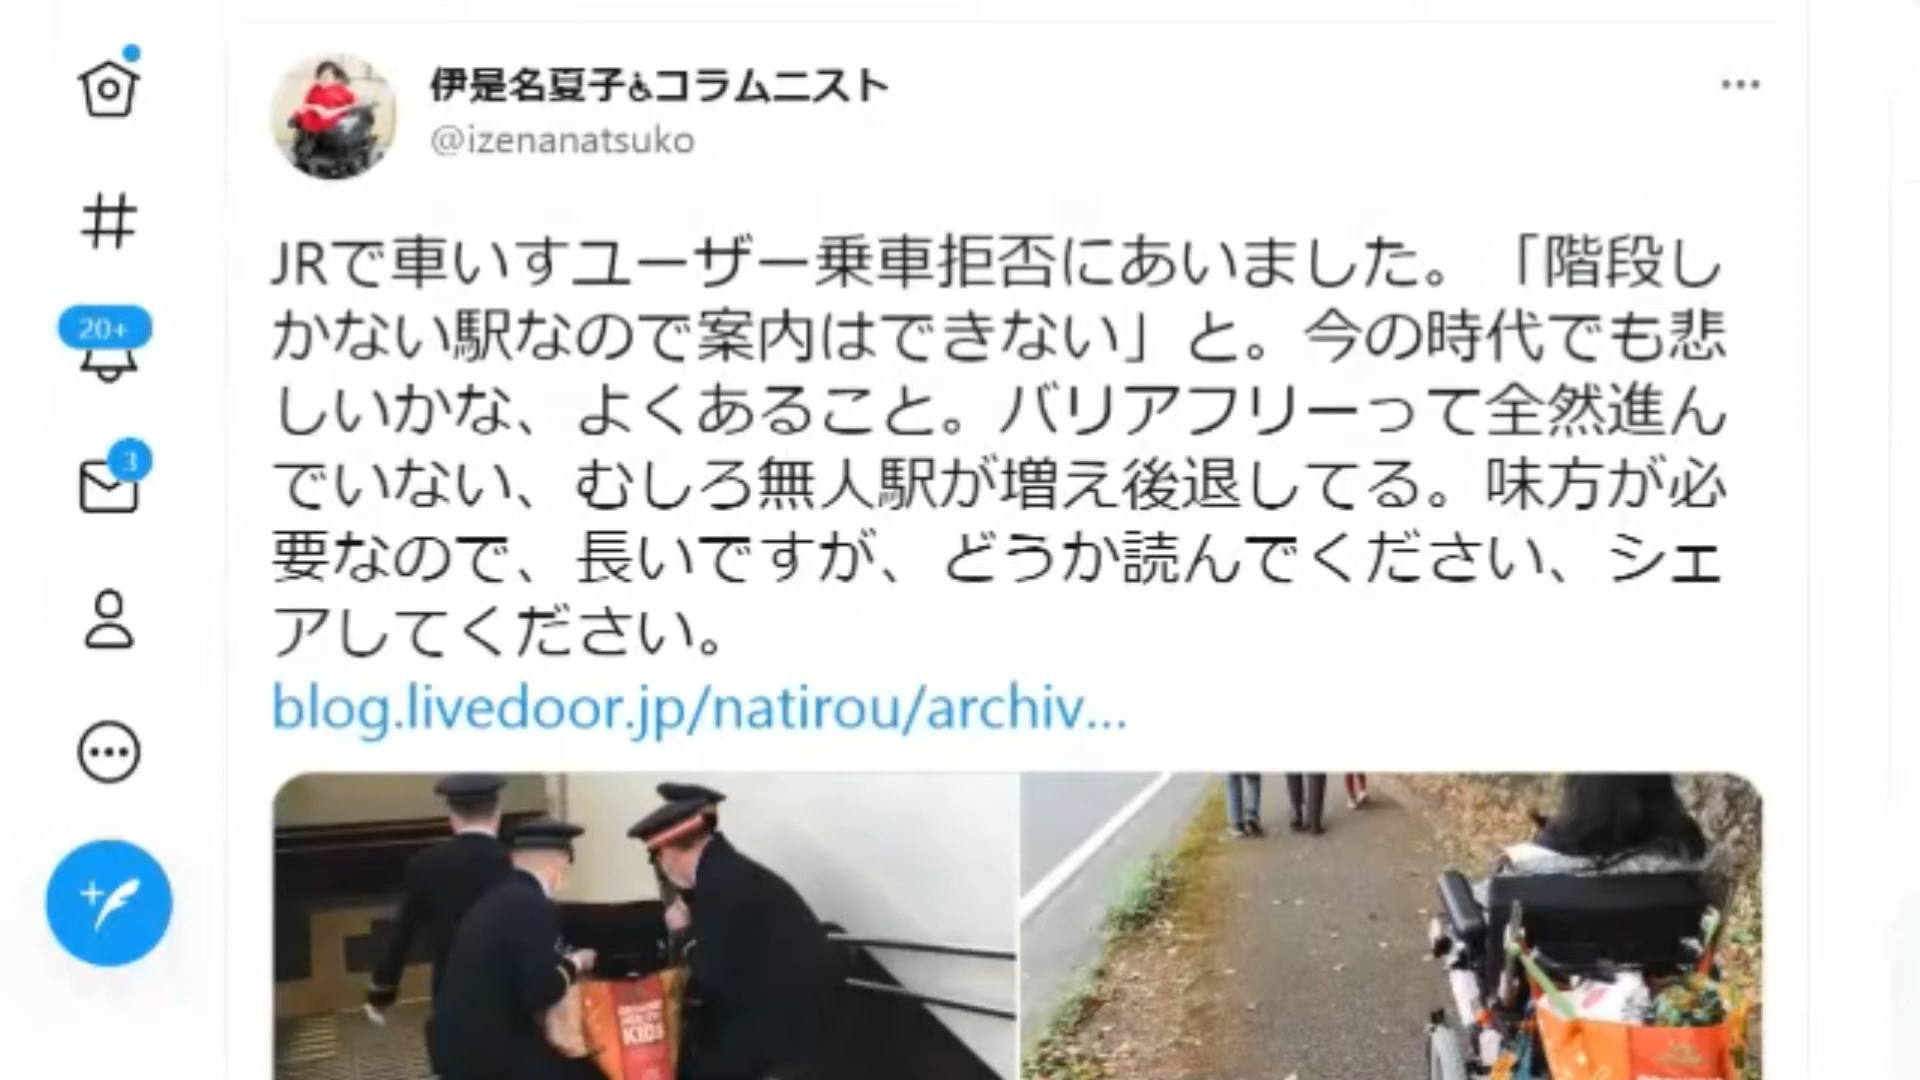 伊是名夏子♿コラムニスト
@izenanatsuko
20+
3
JRで車いすユーザー乗車拒否にあいました。「階段し
かない駅なので案内はできない」と。今の時代でも悲
しいかな、よくあること。バリアフリーって全然進ん
でいない、むしろ無人駅が増え後退してる。味方が必
要なので、長いですが、どうか読んでください、シェ
アしてください。
blog.livedoor.jp/natirou/archiv...
KIDS